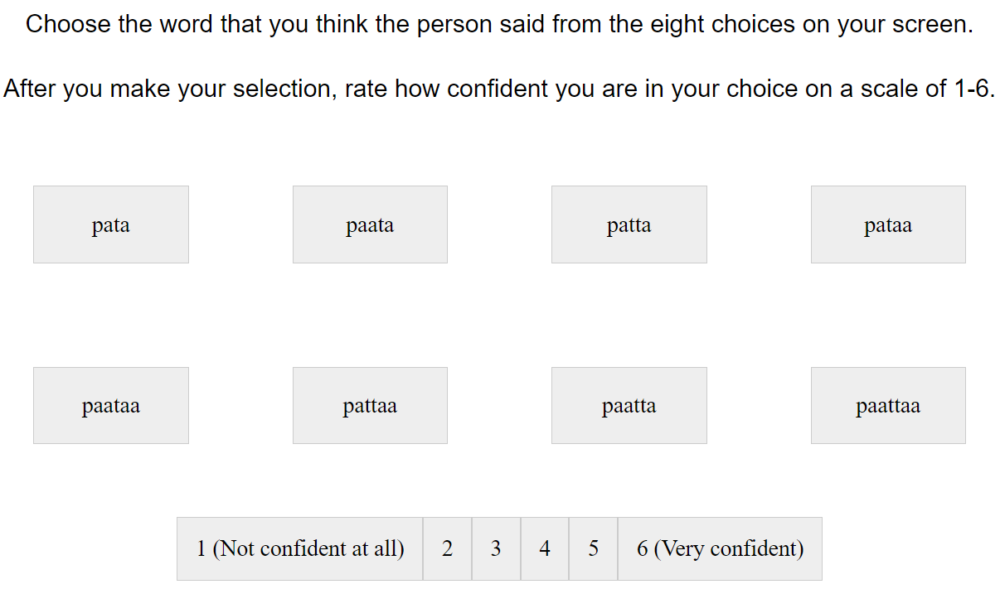 Choose the word that you think the person said from the eight choices on your screen.
After you make your selection, rate how confident you are in your choice on a scale of 1-6.
pata paata patta pataa
paataa pattaa paatta paattaa
1 (Not confident at all) 2 3 4 5 6 (Very confident)